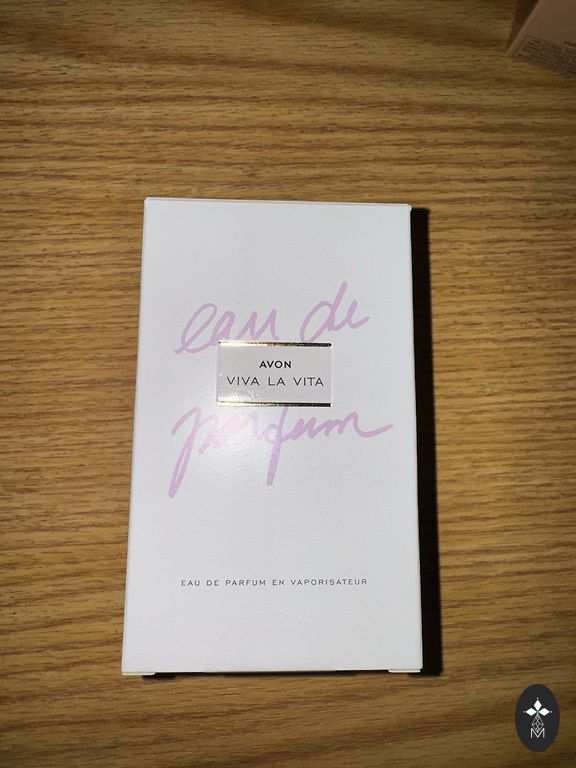 eau de
AVON
VIVA LA VITA
parfum
EAU DE PARFUM EN VAPORISATEUR
M